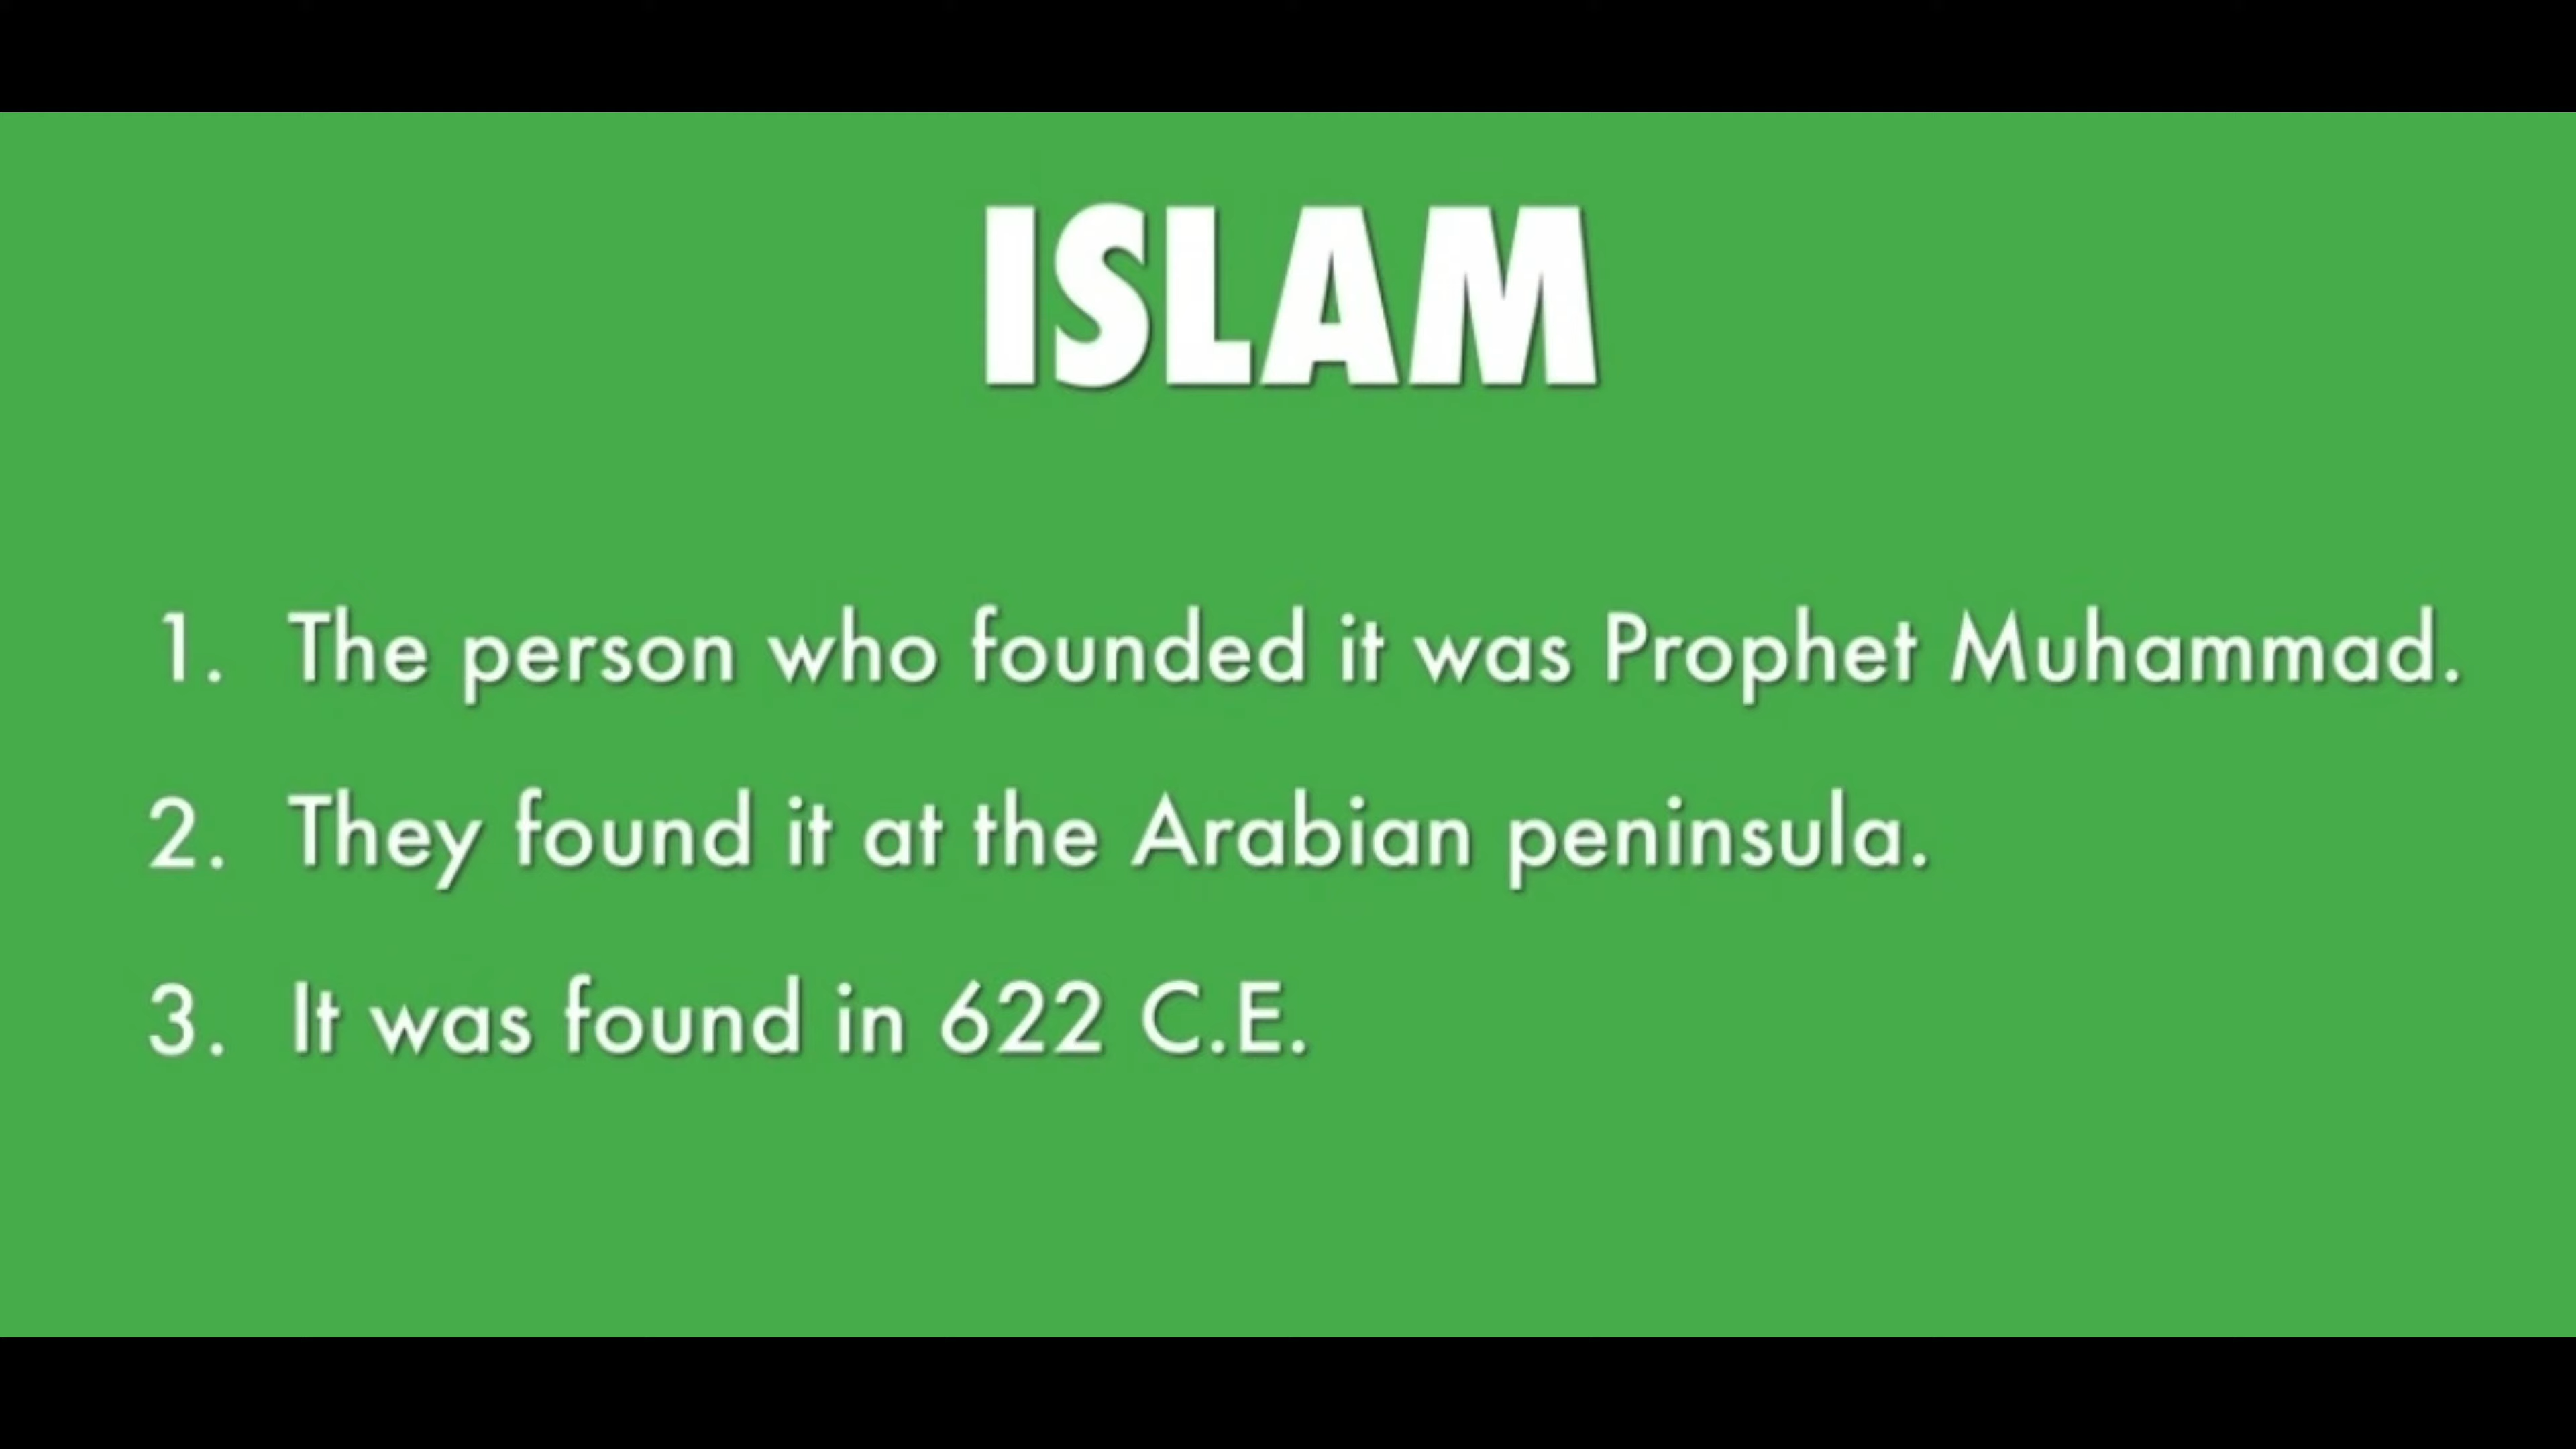 ISLAM
1. The person who founded it was Prophet Muhammad.
2. They found it at the Arabian peninsula.
3. It was found in 622 C.E.